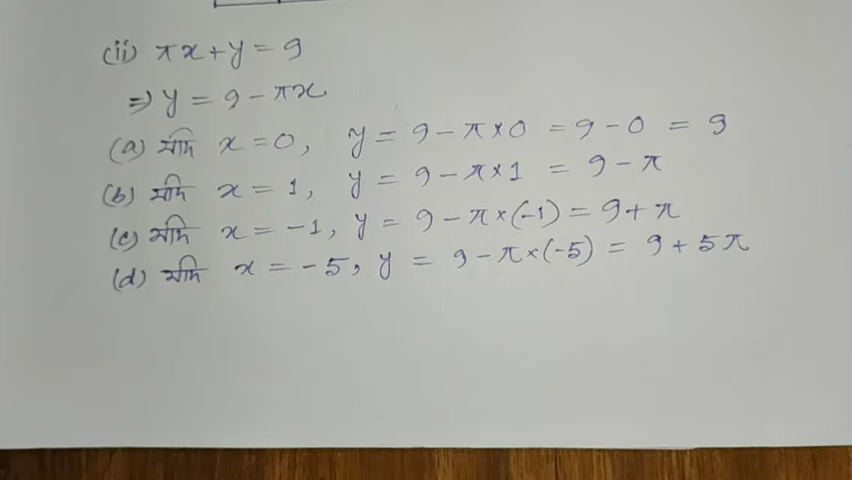 (ii) πx + y = 9
⇒ y = 9 - πx
(a) যদি x = 0, y = 9 - π × 0 = 9 - 0 = 9
(b) যদি x = 1, y = 9 - π × 1 = 9 - π
(c) যদি x = -1, y = 9 - π × (-1) = 9 + π
(d) যদি x = -5, y = 9 - π × (-5) = 9 + 5π